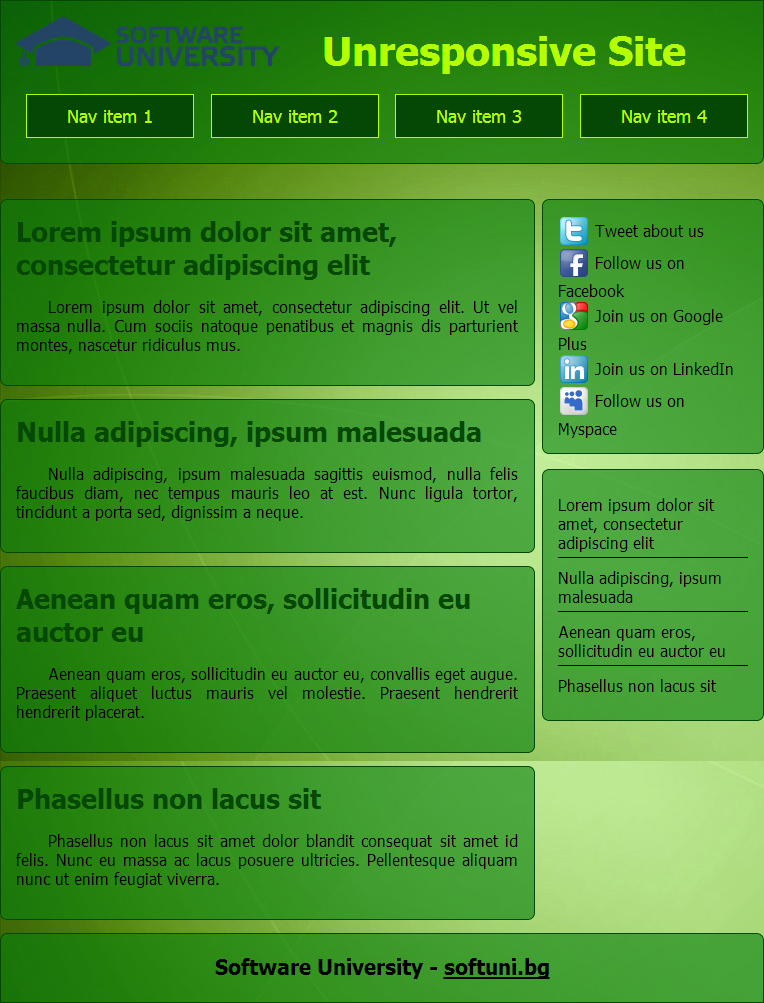 SOFTWARE
UNIVERSITY
Unresponsive Site
Nav item 1
Nav item 2
Nav item 3
Nav item 4
Lorem ipsum dolor sit amet,
consectetur adipiscing elit
Lorem ipsum dolor sit amet, consectetur adipiscing elit. Ut vel
massa nulla. Cum sociis natoque penatibus et magnis dis parturient
montes, nascetur ridiculus mus.
Nulla adipiscing, ipsum malesuada
Nulla adipiscing, ipsum malesuada sagittis euismod, nulla felis
faucibus diam, nec tempus mauris leo at est. Nunc ligula tortor,
tincidunt a porta sed, dignissim a neque.
Aenean quam eros, sollicitudin eu
auctor eu
Aenean quam eros, sollicitudin eu auctor eu, convallis eget augue.
Praesent aliquet luctus mauris vel molestie. Praesent hendrerit
hendrerit placerat.
Phasellus non lacus sit
Phasellus non lacus sit amet dolor blandit consequat sit amet id
felis. Nunc eu massa ac lacus posuere ultricies. Pellentesque aliquam
nunc ut enim feugiat viverra.
Tweet about us
Follow us on
Facebook
Join us on Google
Plus
Join us on LinkedIn
Follow us on
Myspace
Lorem ipsum dolor sit
amet, consectetur
adipiscing elit
Nulla adipiscing, ipsum
malesuada
Aenean quam eros,
sollicitudin eu auctor eu
Phasellus non lacus sit
Software University - softuni.bg